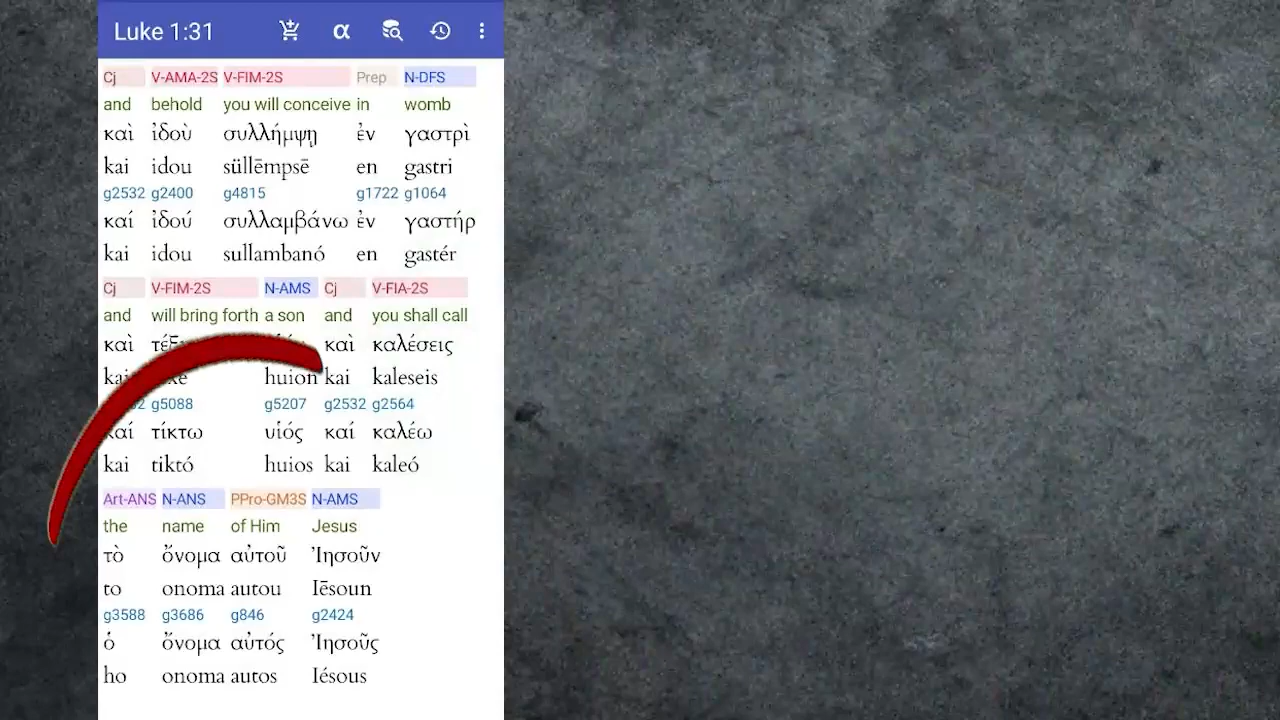 Luke 1:31 α
Cj V-AMA-2S V-FIM-2S Prep N-DFS
and behold you will conceive in womb
καὶ ἰδοὺ συλλήμψῃ ἐν γαστρὶ
kai idou süllēmpsē en gastri
g2532 g2400 g4815 g1722 g1064
καί ἰδού συλλαμβάνω ἐν γαστήρ
kai idou sullambanó en gastér
Cj V-FIM-2S N-AMS Cj V-FIA-2S
and will bring forth a son and you shall call
καὶ καὶ καλέσεις
huion kai kaleseis
g5088 g5207 g2532 g2564
καί τίκτω υἱός καί καλέω
kai tiktó huios kai kaleó
Art-ANS N-ANS PPro-GM3S N-AMS
the name of Him Jesus
τὸ ὄνομα αὐτοῦ Ἰησοῦν
to onoma autou Iēsoun
g3588 g3686 g846 g2424
ὁ ὄνομα αὐτός Ἰησοῦς
ho onoma autos Iésous